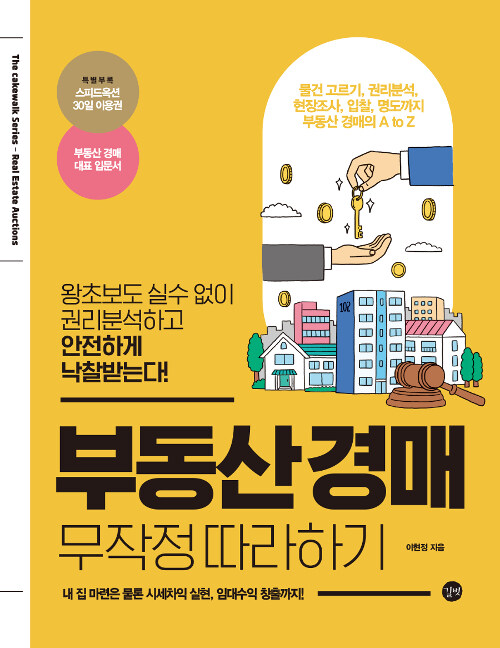 The cakewalk Series - Real Estate Auctions
특별부록
스피드옥션
30일 이용권
부동산 경매
대표 입문서
물건 고르기, 권리분석,
현장조사, 입찰, 명도까지
부동산 경매의 A to Z
102
왕초보도 실수 없이
권리분석하고
안전하게
낙찰받는다!
부동산 경매
무작정 따라하기
이현정 지음
내 집 마련은 물론 시세차익 실현, 임대수익 창출까지!
길벗